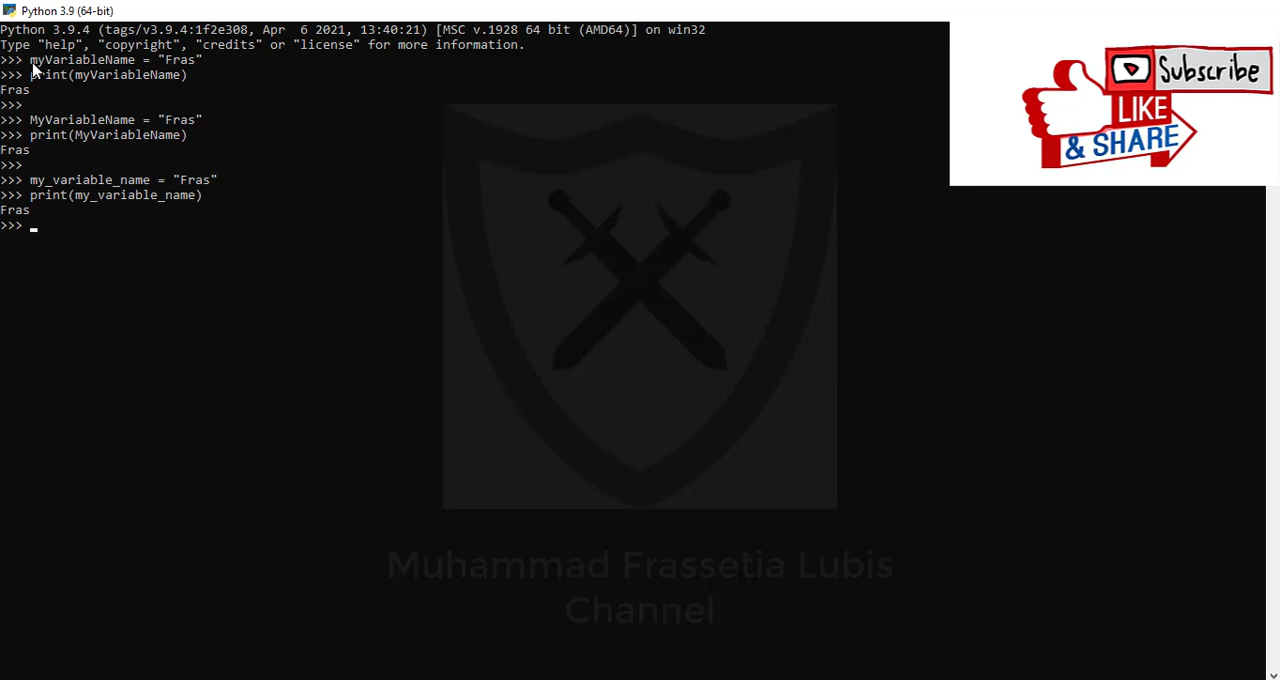 Python 3.9 (64-bit)
Python 3.9.4 (tags/v3.9.4:1f2e308, Apr  6 2021, 13:40:21) [MSC v.1928 64 bit (AMD64)] on win32
Type "help", "copyright", "credits" or "license" for more information.
>>> myVariableName = "Fras"
>>> print(myVariableName)
Fras
>>>
>>> MyVariableName = "Fras"
>>> print(MyVariableName)
Fras
>>>
>>> my_variable_name = "Fras"
>>> print(my_variable_name)
Fras
>>>
Subscribe
LIKE
& SHARE
Muhammad Frassetia Lubis
Channel